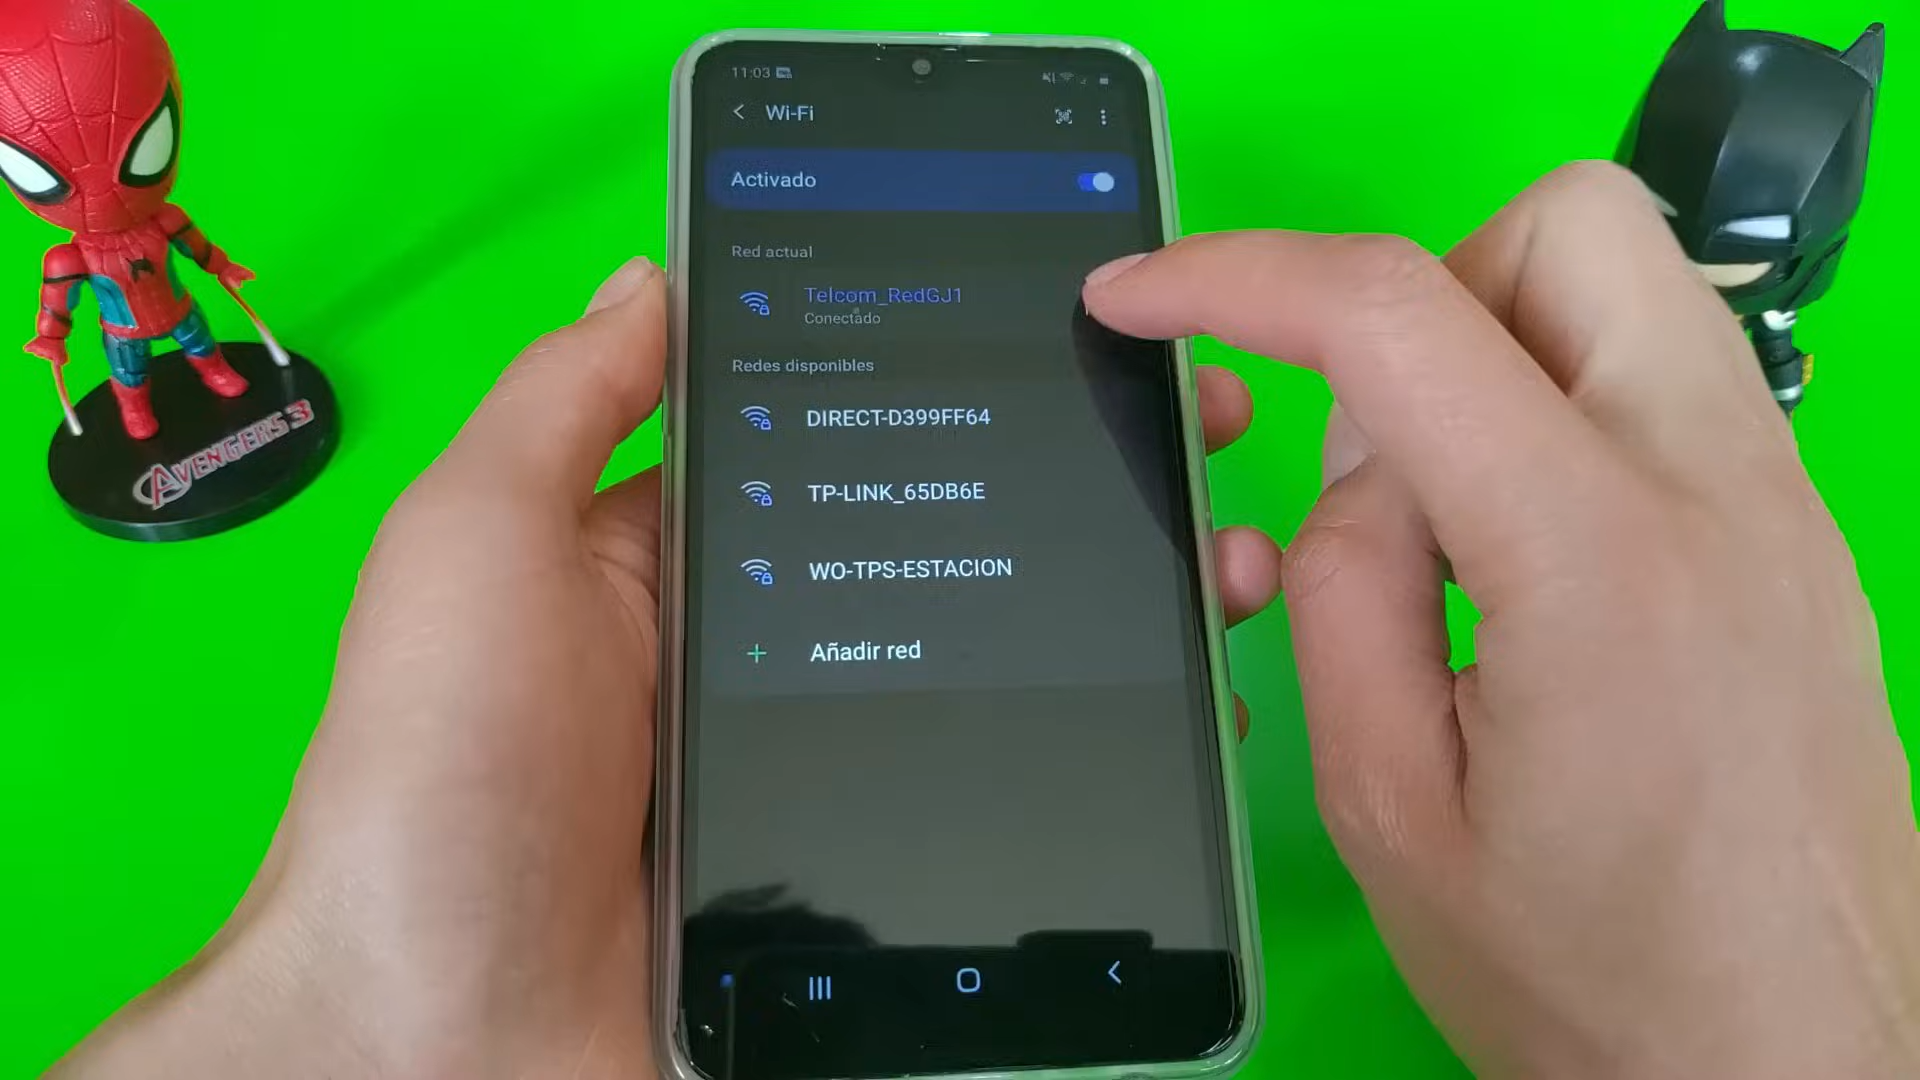 11:03
Wi-Fi
Activado
Red actual
Telcom_RedGJ1
Conectado
Redes disponibles
DIRECT-D399FF64
TP-LINK_65DB6E
WO-TPS-ESTACION
Añadir red
AVENGERS 3